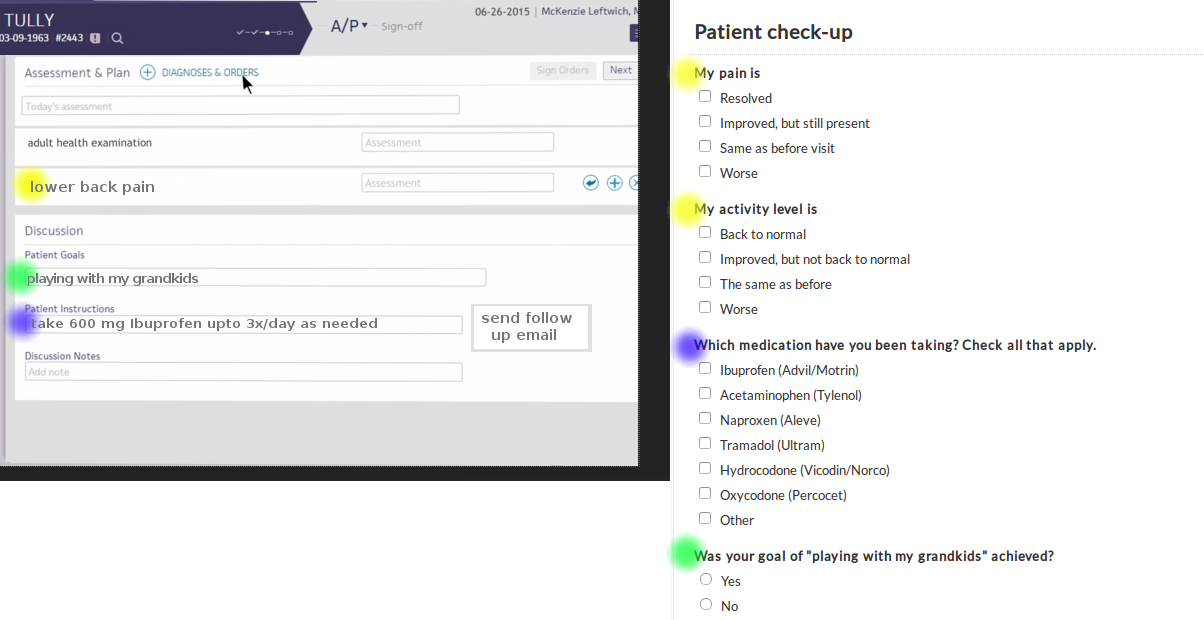 TULLY
03-09-1963 #2443
A/P
Sign-off
06-26-2015 | McKenzie Leftwich,
Assessment & Plan
DIAGNOSES & ORDERS
Sign Orders
Next
Today's assessment
adult health examination
Assessment
lower back pain
Assessment
Discussion
Patient Goals
playing with my grandkids
Patient Instructions
take 600 mg Ibuprofen upto 3x/day as needed
send follow
up email
Discussion Notes
Add note
Patient check-up
My pain is
Resolved
Improved, but still present
Same as before visit
Worse
My activity level is
Back to normal
Improved, but not back to normal
The same as before
Worse
Which medication have you been taking? Check all that apply.
Ibuprofen (Advil/Motrin)
Acetaminophen (Tylenol)
Naproxen (Aleve)
Tramadol (Ultram)
Hydrocodone (Vicodin/Norco)
Oxycodone (Percocet)
Other
Was your goal of "playing with my grandkids" achieved?
Yes
No